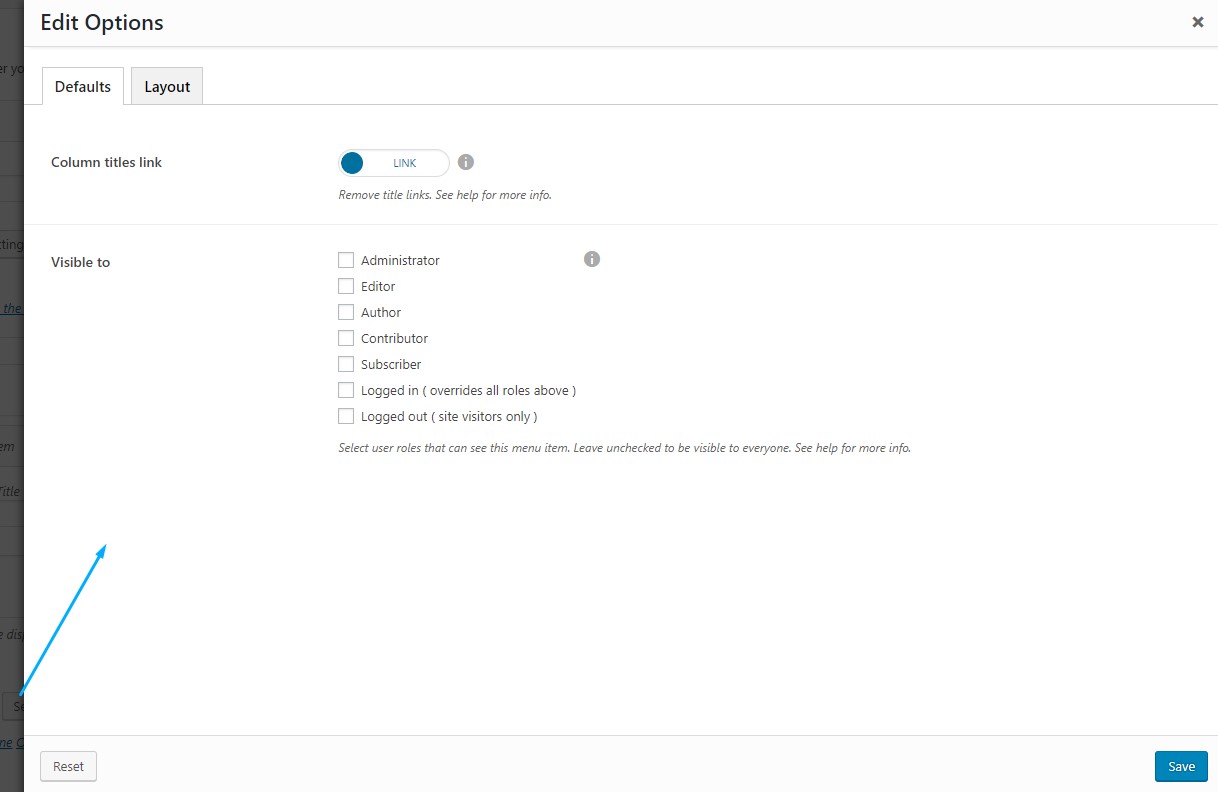 Edit Options
Defaults
Layout
Column titles link
LINK
Remove title links. See help for more info.
Visible to
Administrator
Editor
Author
Contributor
Subscriber
Logged in ( overrides all roles above )
Logged out ( site visitors only )
Select user roles that can see this menu item. Leave unchecked to be visible to everyone. See help for more info.
the
Title
Reset
Save